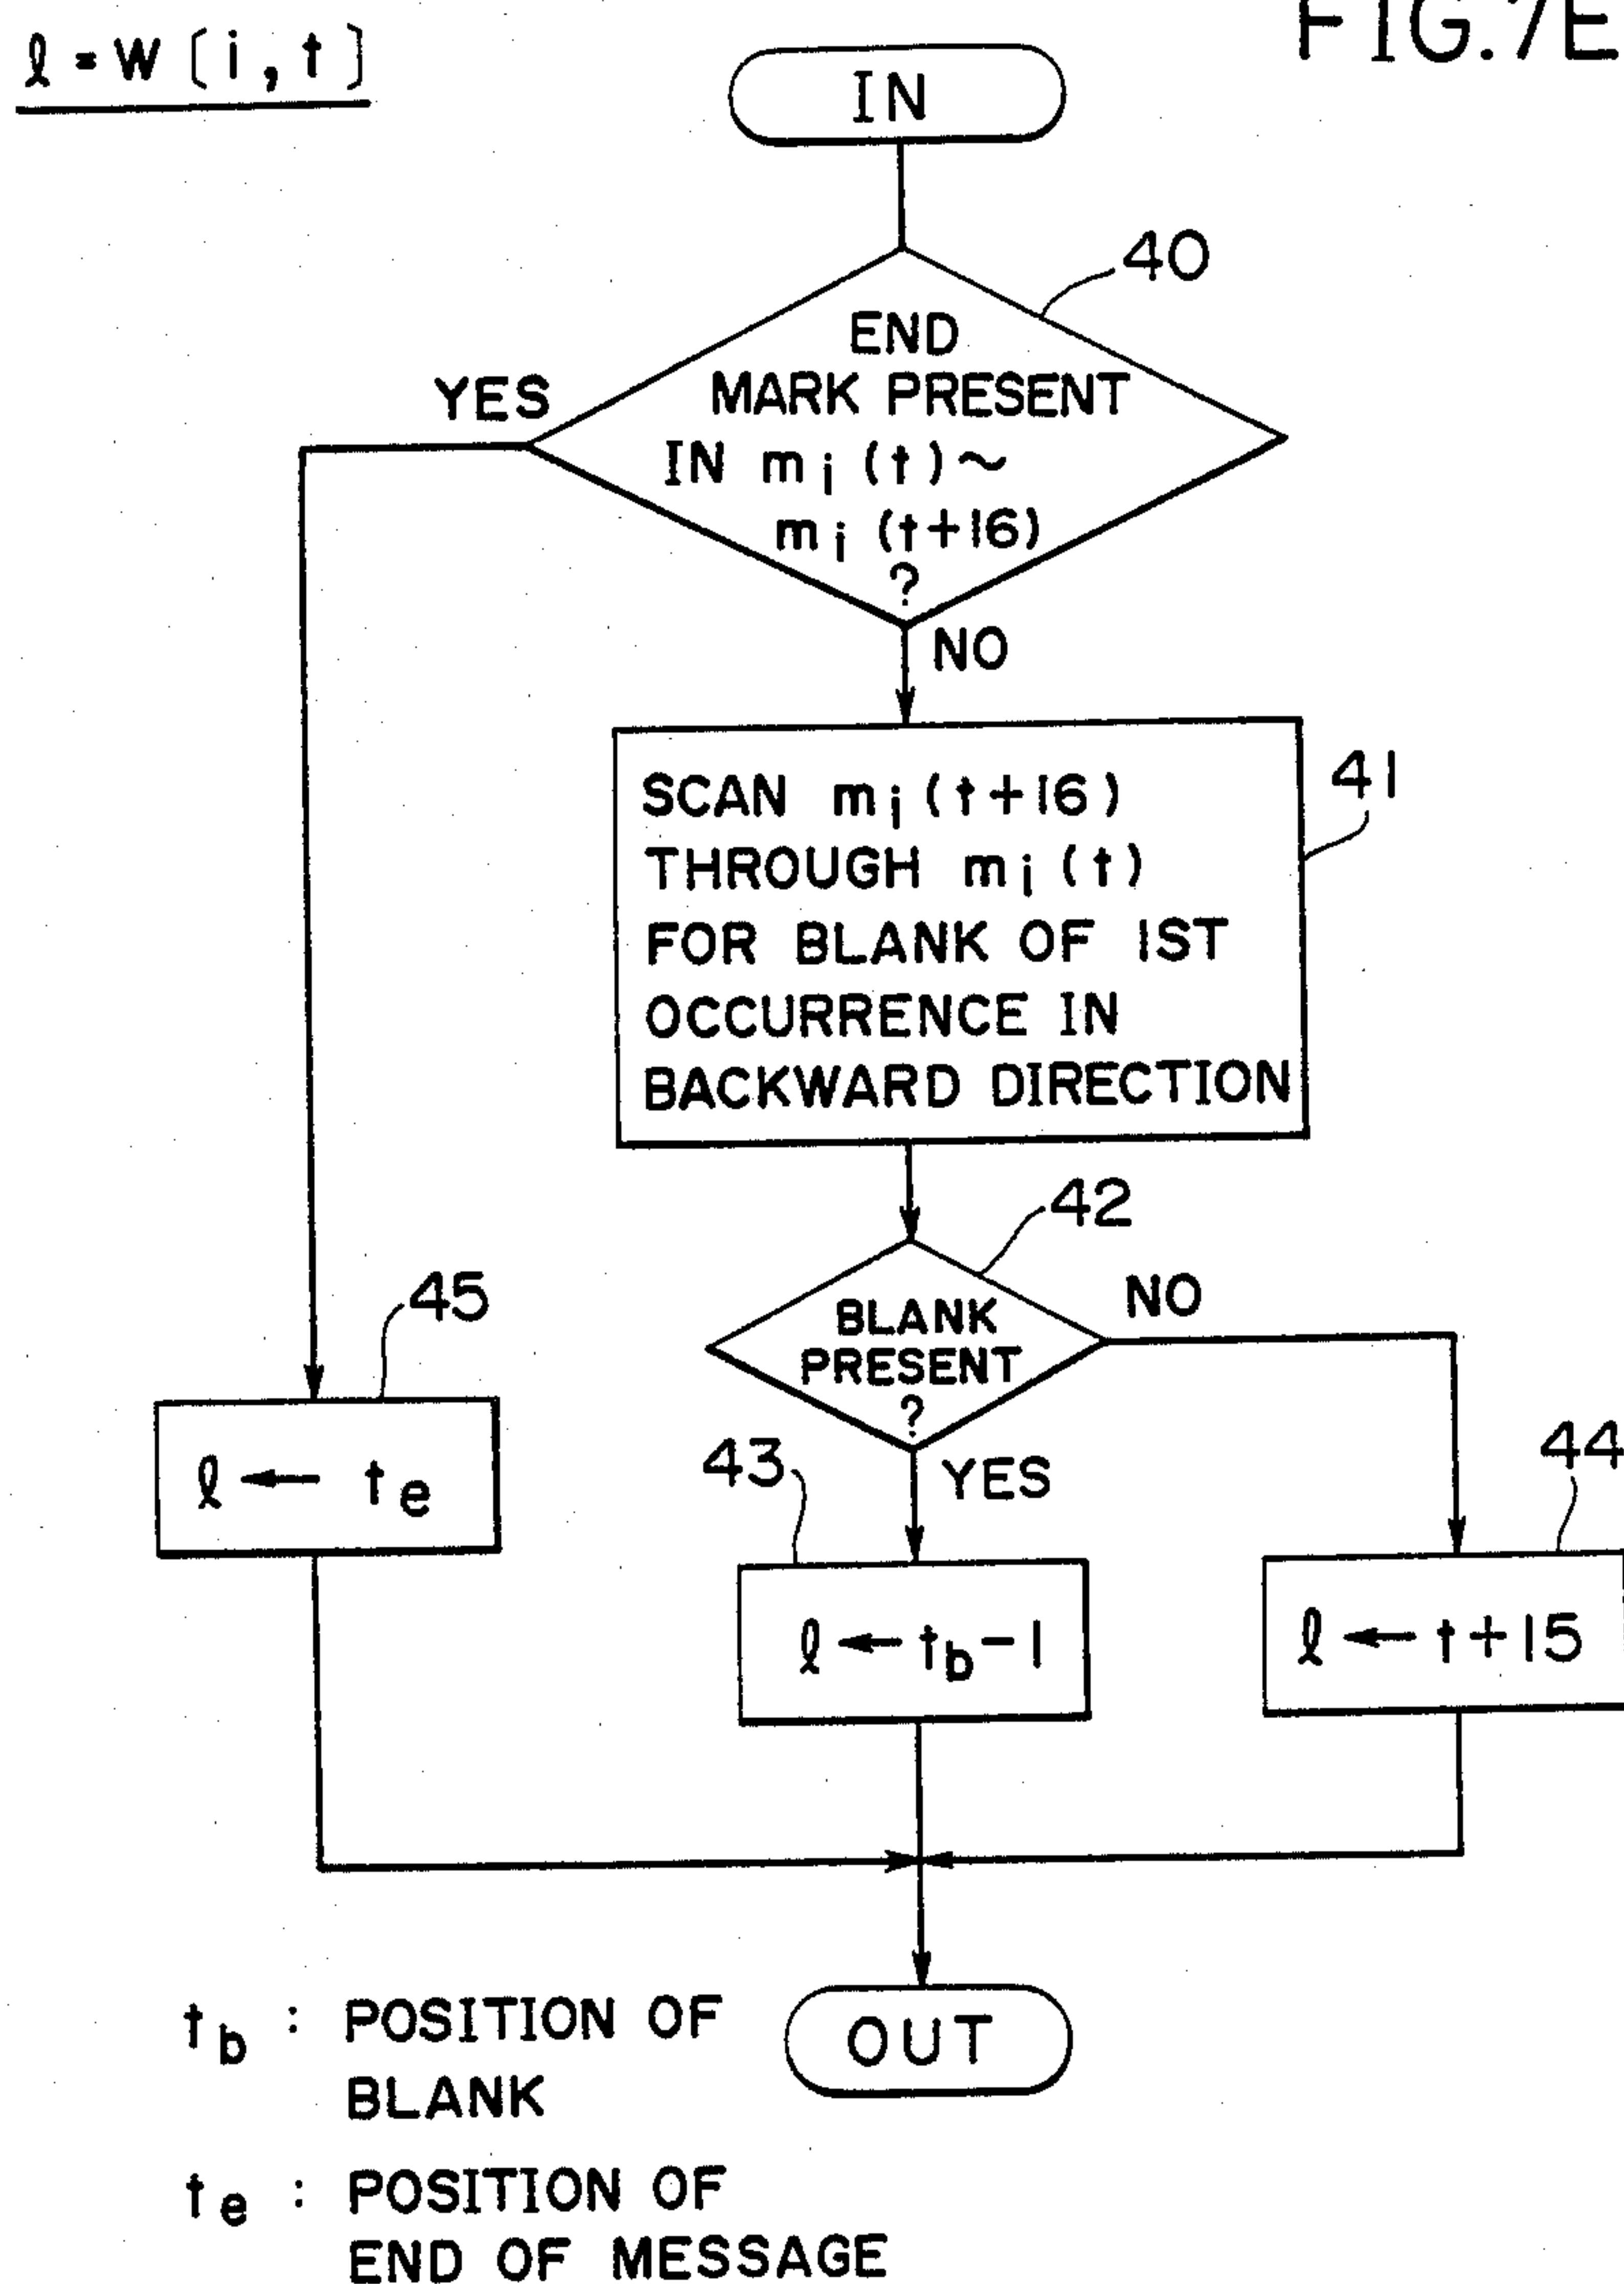 FIG.7E
ℓ = W [i, t]
IN
40
END
MARK PRESENT
IN mi (t) ~
mi (t+16)
?
YES
NO
41
SCAN mi (t+16)
THROUGH mi (t)
FOR BLANK OF 1ST
OCCURRENCE IN
BACKWARD DIRECTION
42
BLANK
PRESENT
?
NO
YES
45
ℓ ← te
43
ℓ ← tb-1
44
ℓ ← t+15
OUT
tb : POSITION OF
BLANK
te : POSITION OF
END OF MESSAGE